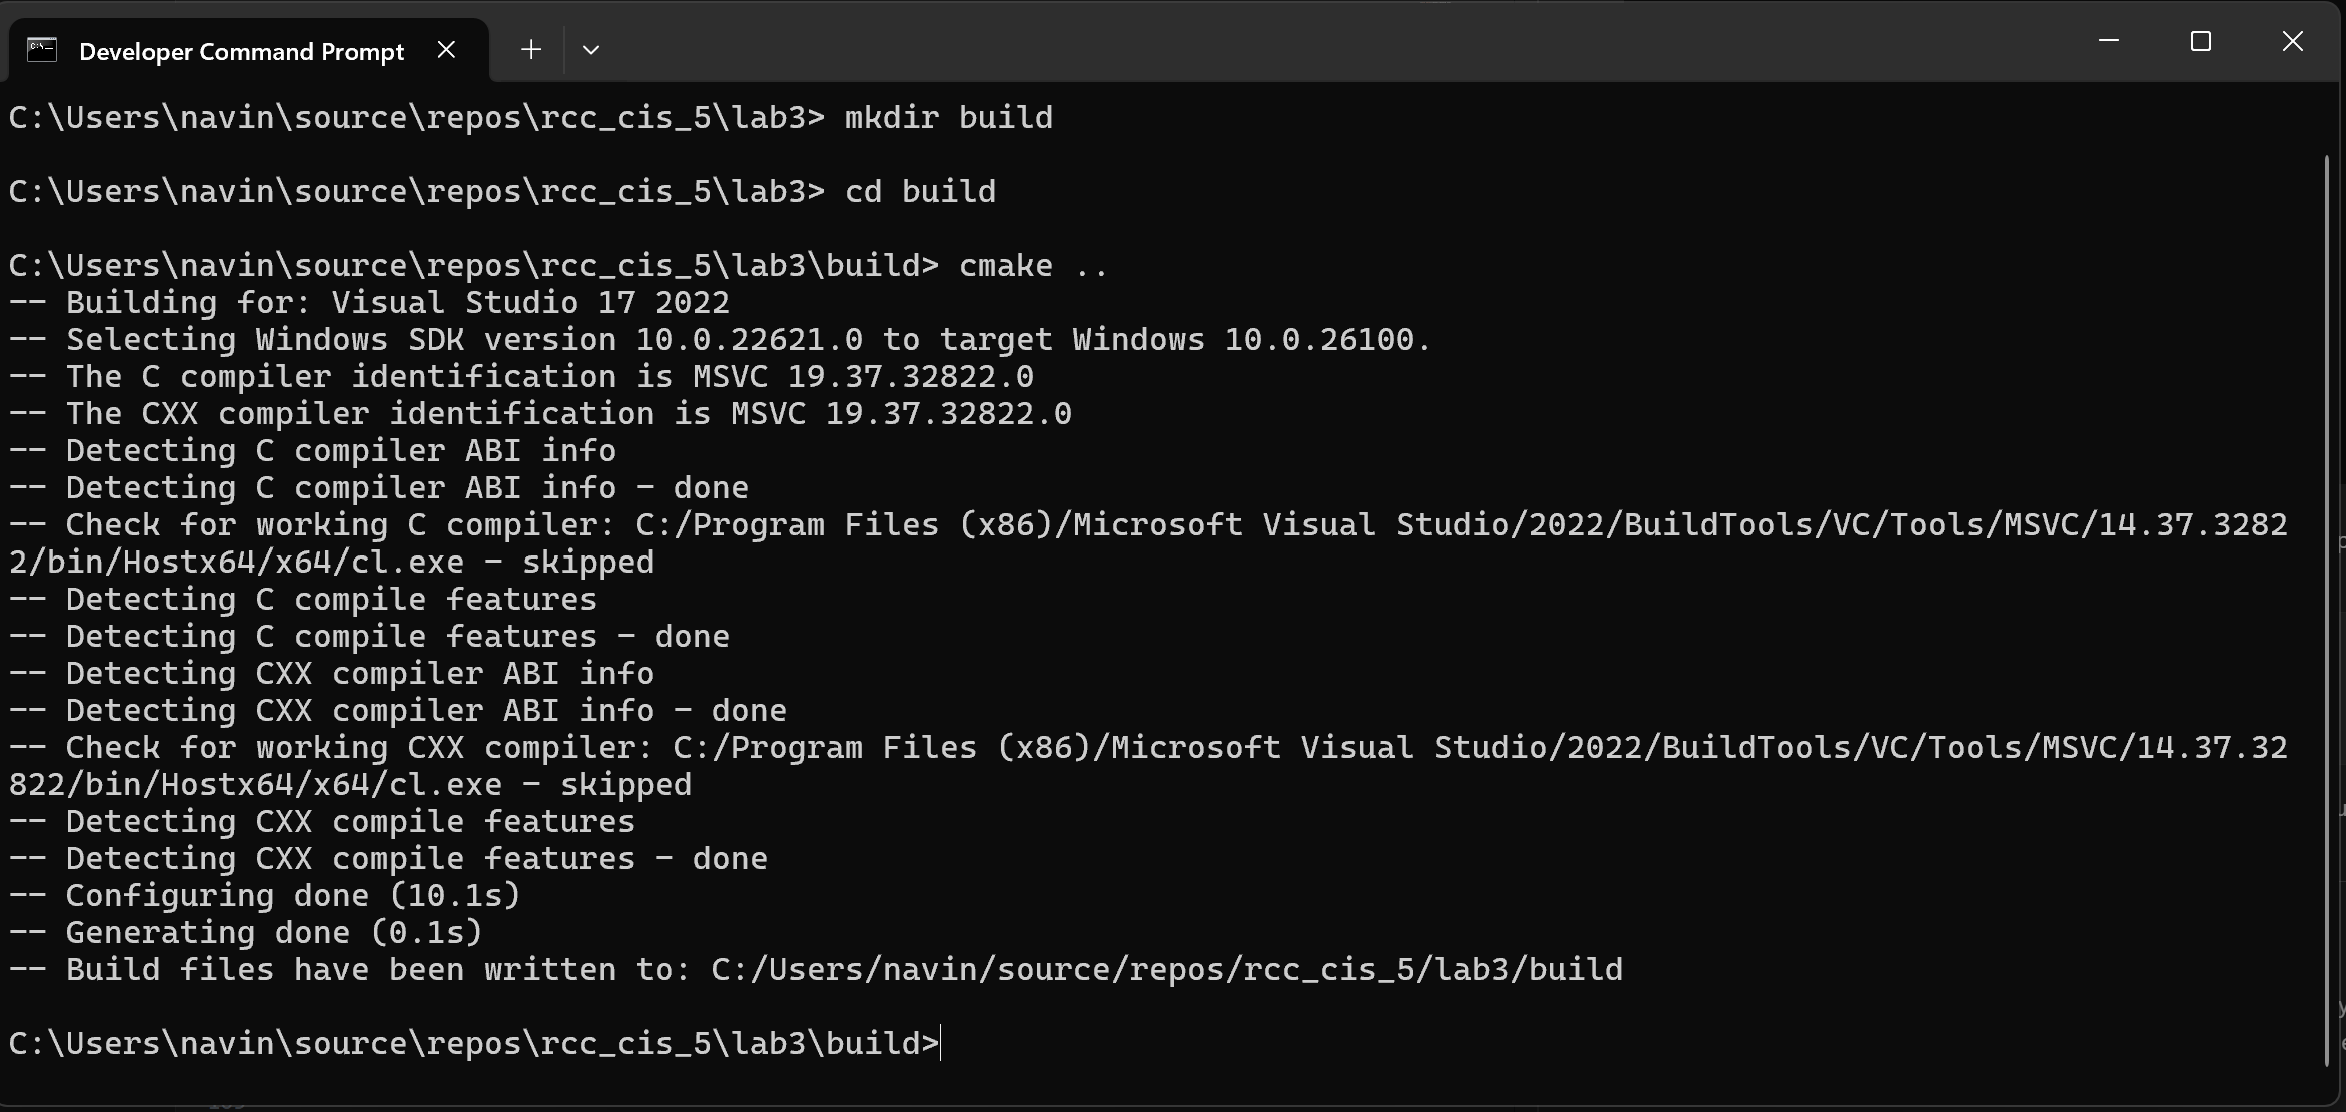 Developer Command Prompt
C:\Users\navin\source\repos\rcc_cis_5\lab3> mkdir build
C:\Users\navin\source\repos\rcc_cis_5\lab3> cd build
C:\Users\navin\source\repos\rcc_cis_5\lab3\build> cmake ..
-- Building for: Visual Studio 17 2022
-- Selecting Windows SDK version 10.0.22621.0 to target Windows 10.0.26100.
-- The C compiler identification is MSVC 19.37.32822.0
-- The CXX compiler identification is MSVC 19.37.32822.0
-- Detecting C compiler ABI info
-- Detecting C compiler ABI info - done
-- Check for working C compiler: C:/Program Files (x86)/Microsoft Visual Studio/2022/BuildTools/VC/Tools/MSVC/14.37.3282
2/bin/Hostx64/x64/cl.exe - skipped
-- Detecting C compile features
-- Detecting C compile features - done
-- Detecting CXX compiler ABI info
-- Detecting CXX compiler ABI info - done
-- Check for working CXX compiler: C:/Program Files (x86)/Microsoft Visual Studio/2022/BuildTools/VC/Tools/MSVC/14.37.32
822/bin/Hostx64/x64/cl.exe - skipped
-- Detecting CXX compile features
-- Detecting CXX compile features - done
-- Configuring done (10.1s)
-- Generating done (0.1s)
-- Build files have been written to: C:/Users/navin/source/repos/rcc_cis_5/lab3/build
C:\Users\navin\source\repos\rcc_cis_5\lab3\build>